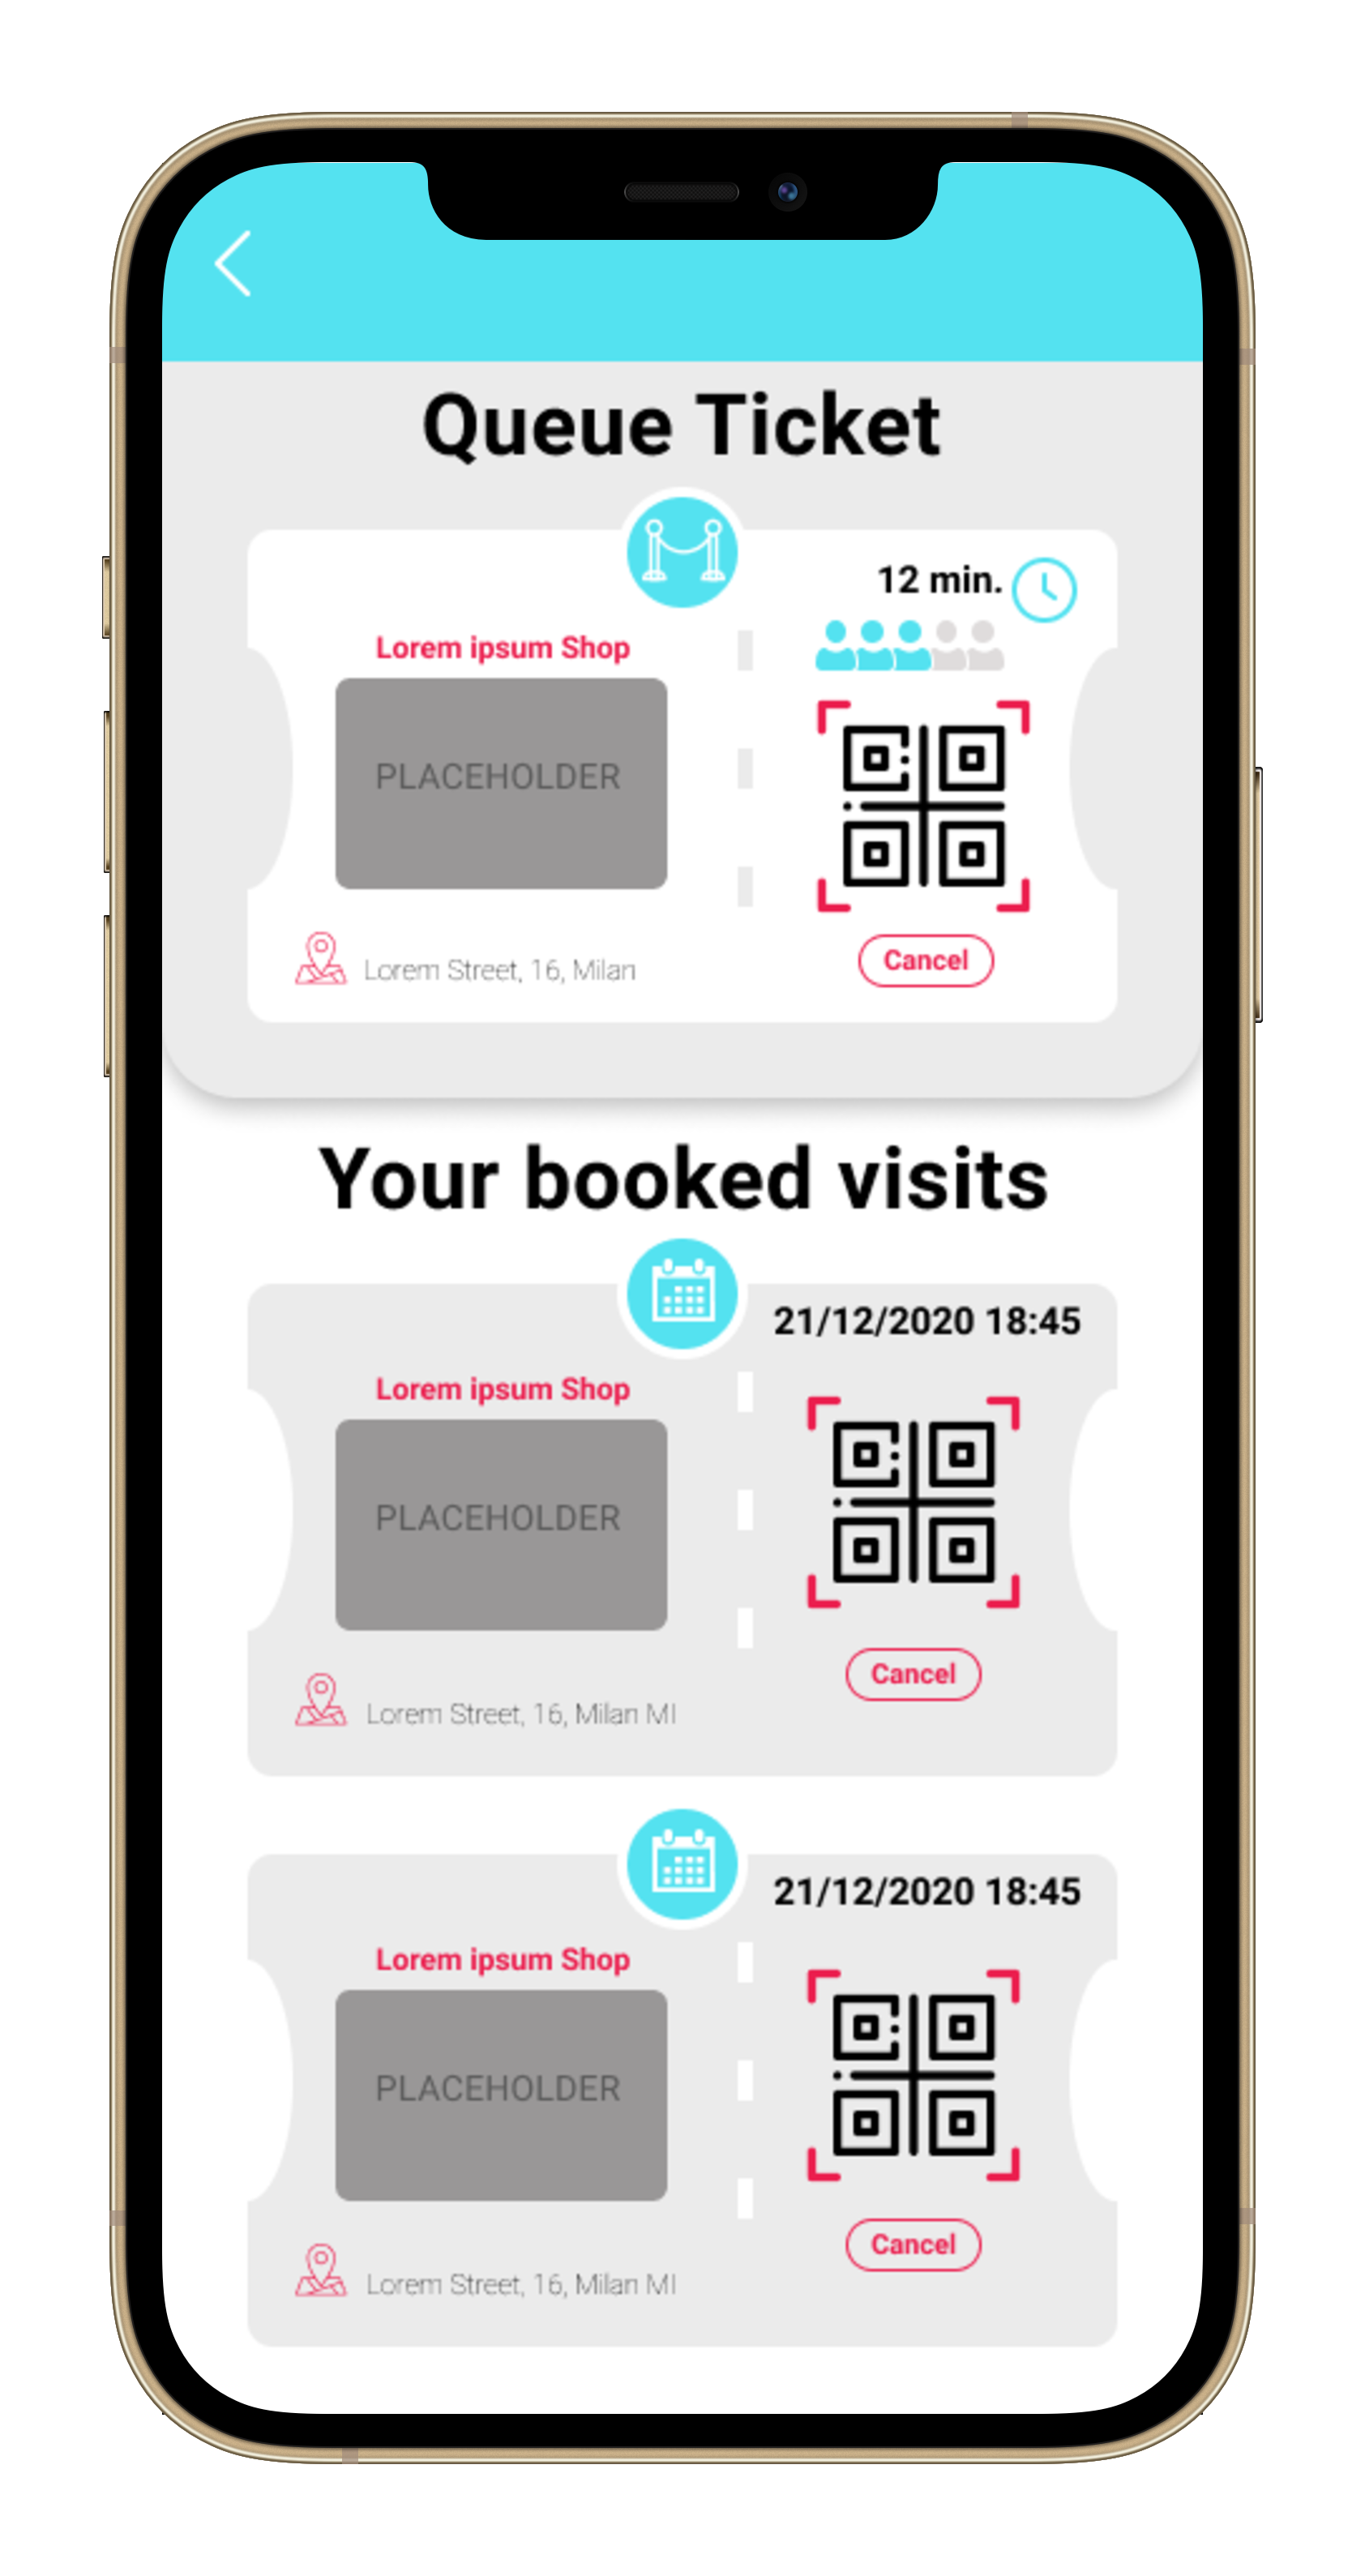 Queue Ticket
12 min.
Lorem ipsum Shop
PLACEHOLDER
Lorem Street, 16, Milan
Cancel
Your booked visits
21/12/2020 18:45
Lorem ipsum Shop
PLACEHOLDER
Cancel
Lorem Street, 16, Milan MI
21/12/2020 18:45
Lorem ipsum Shop
PLACEHOLDER
Cancel
Lorem Street, 16, Milan MI